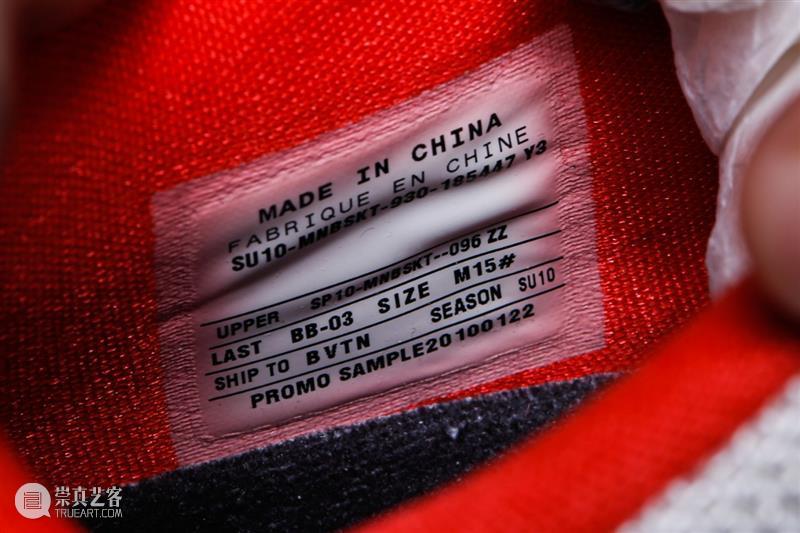 MADE IN CHINA
FABRIQUE EN CHINE
SU10-MNBSKT-930-185447 Y3
UPPER SP10-MNBSKT--096 ZZ
LAST BB-03 SIZE M15#
SHIP TO BVTN SEASON SU10
PROMO SAMPLE20100122
崇真艺客
TRUEART.COM